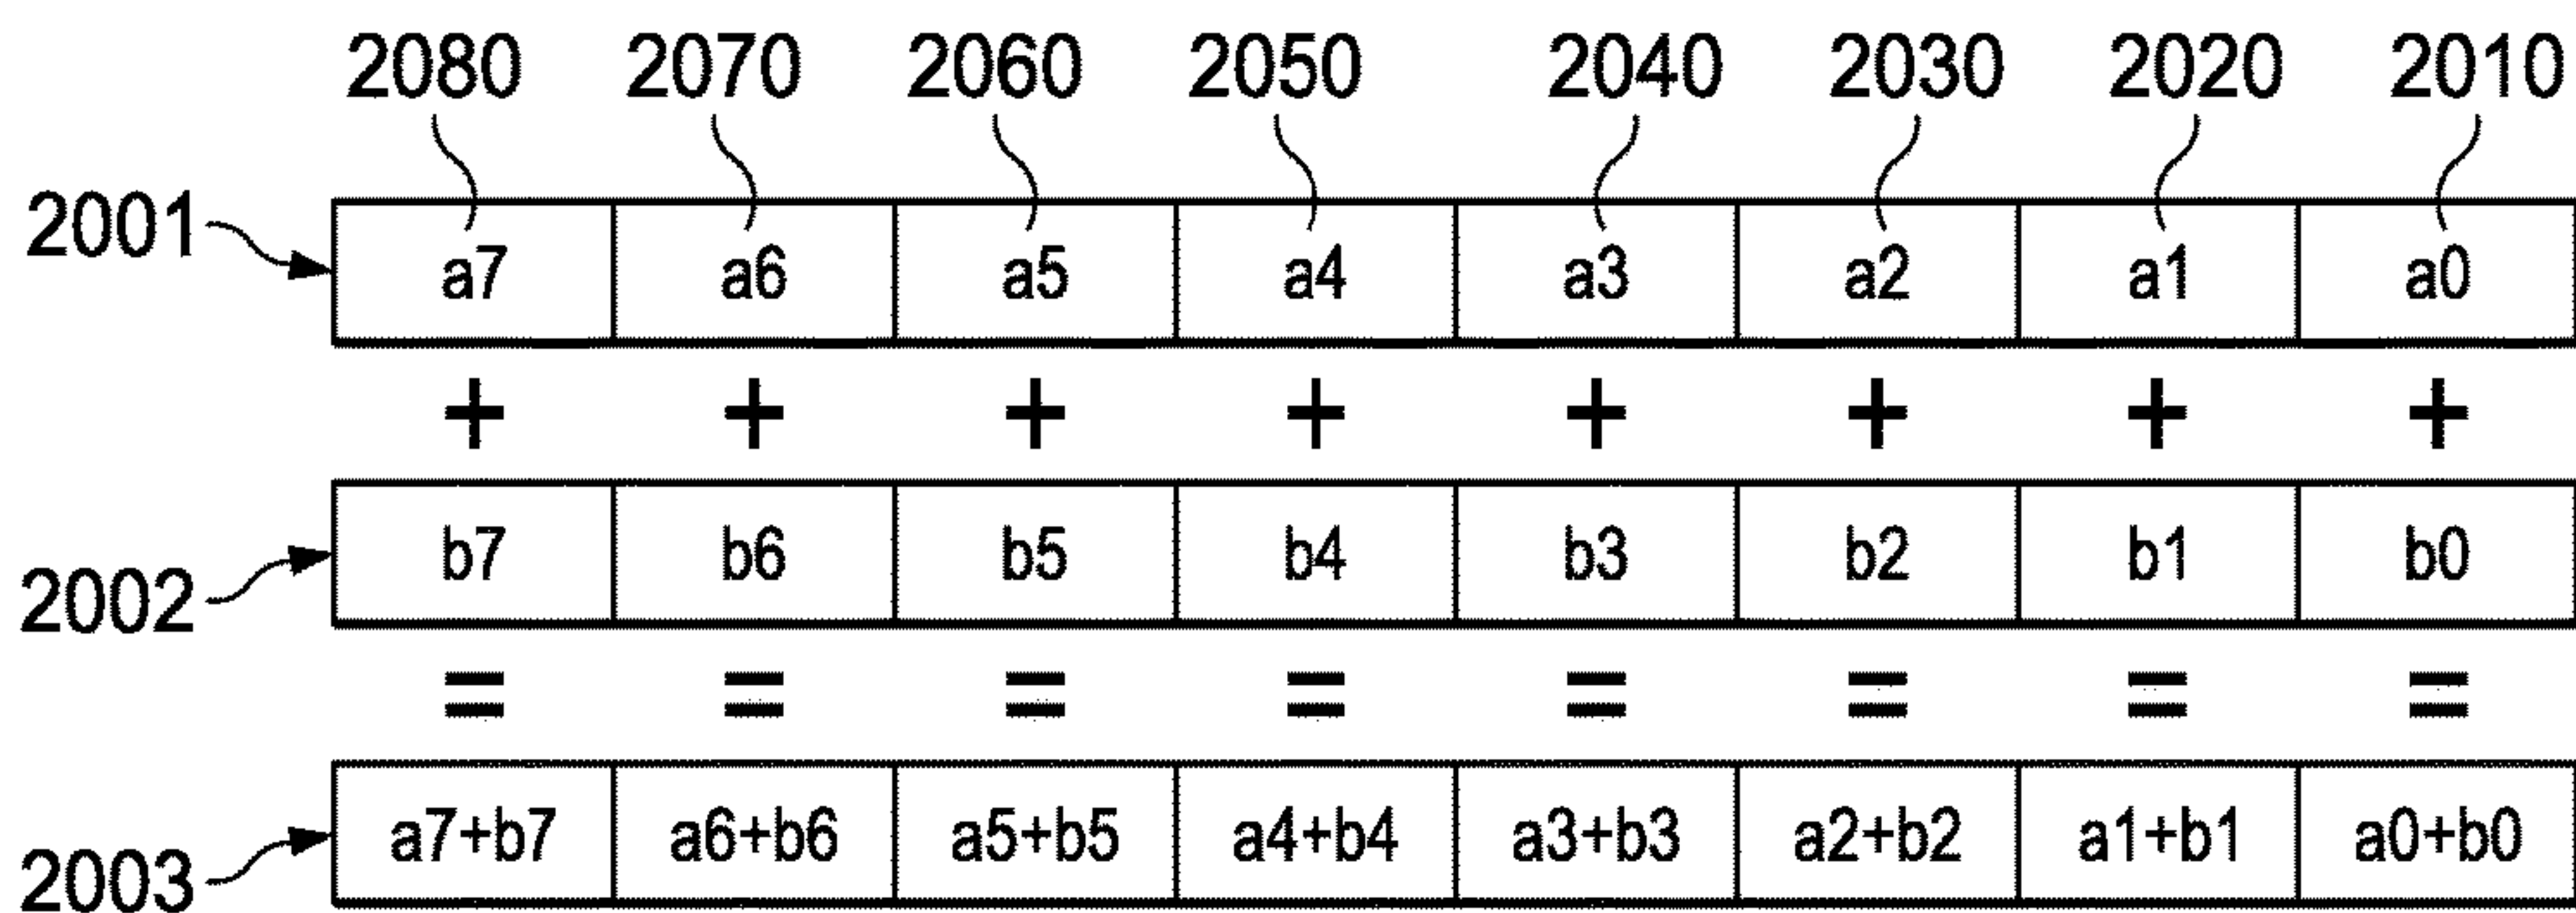 2080 2070 2060 2050 2040 2030 2020 2010
2001
a7 a6 a5 a4 a3 a2 a1 a0
+ + + + + + + +
b7 b6 b5 b4 b3 b2 b1 b0
2002
= = = = = = = =
a7+b7 a6+b6 a5+b5 a4+b4 a3+b3 a2+b2 a1+b1 a0+b0
2003